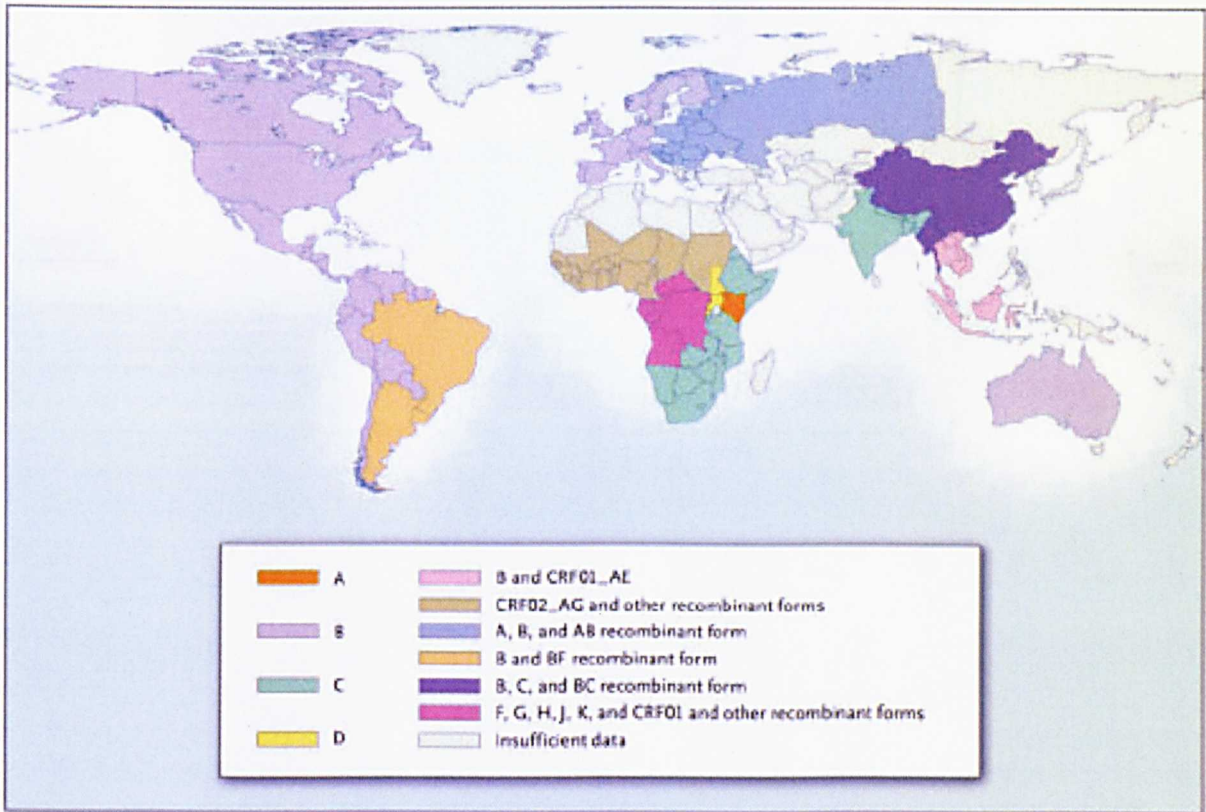 A
B
C
D
B and CRF01_AE
CRF02_AG and other recombinant forms
A, B, and AB recombinant form
B and BF recombinant form
B, C, and BC recombinant form
F, G, H, J, K, and CRF01 and other recombinant forms
Insufficient data